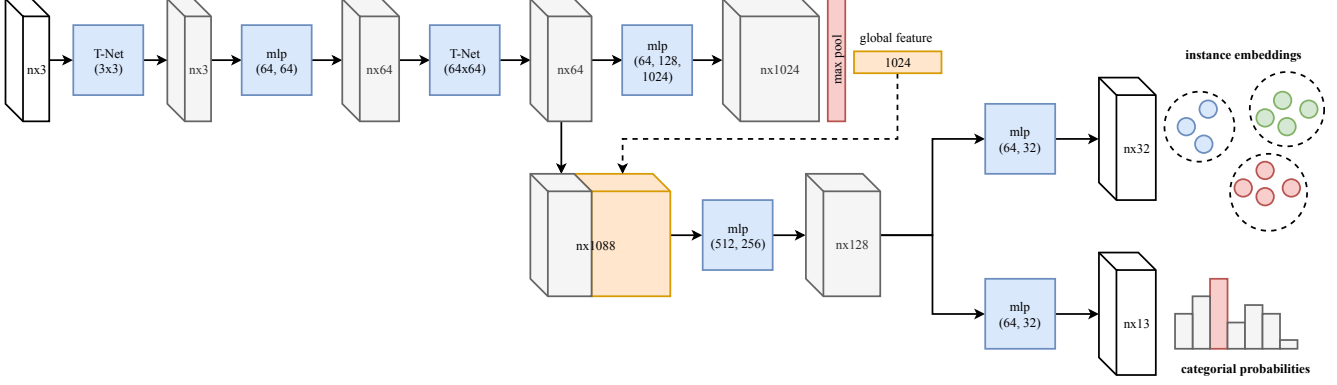 nx3
T-Net
(3x3)
nx3
mlp
(64, 64)
nx64
T-Net
(64x64)
nx64
mlp
(64, 128,
1024)
nx1024
max pool
global feature
1024
instance embeddings
mlp
(64, 32)
nx32
nx1088
mlp
(512, 256)
nx128
mlp
(64, 32)
nx13
categorial probabilities